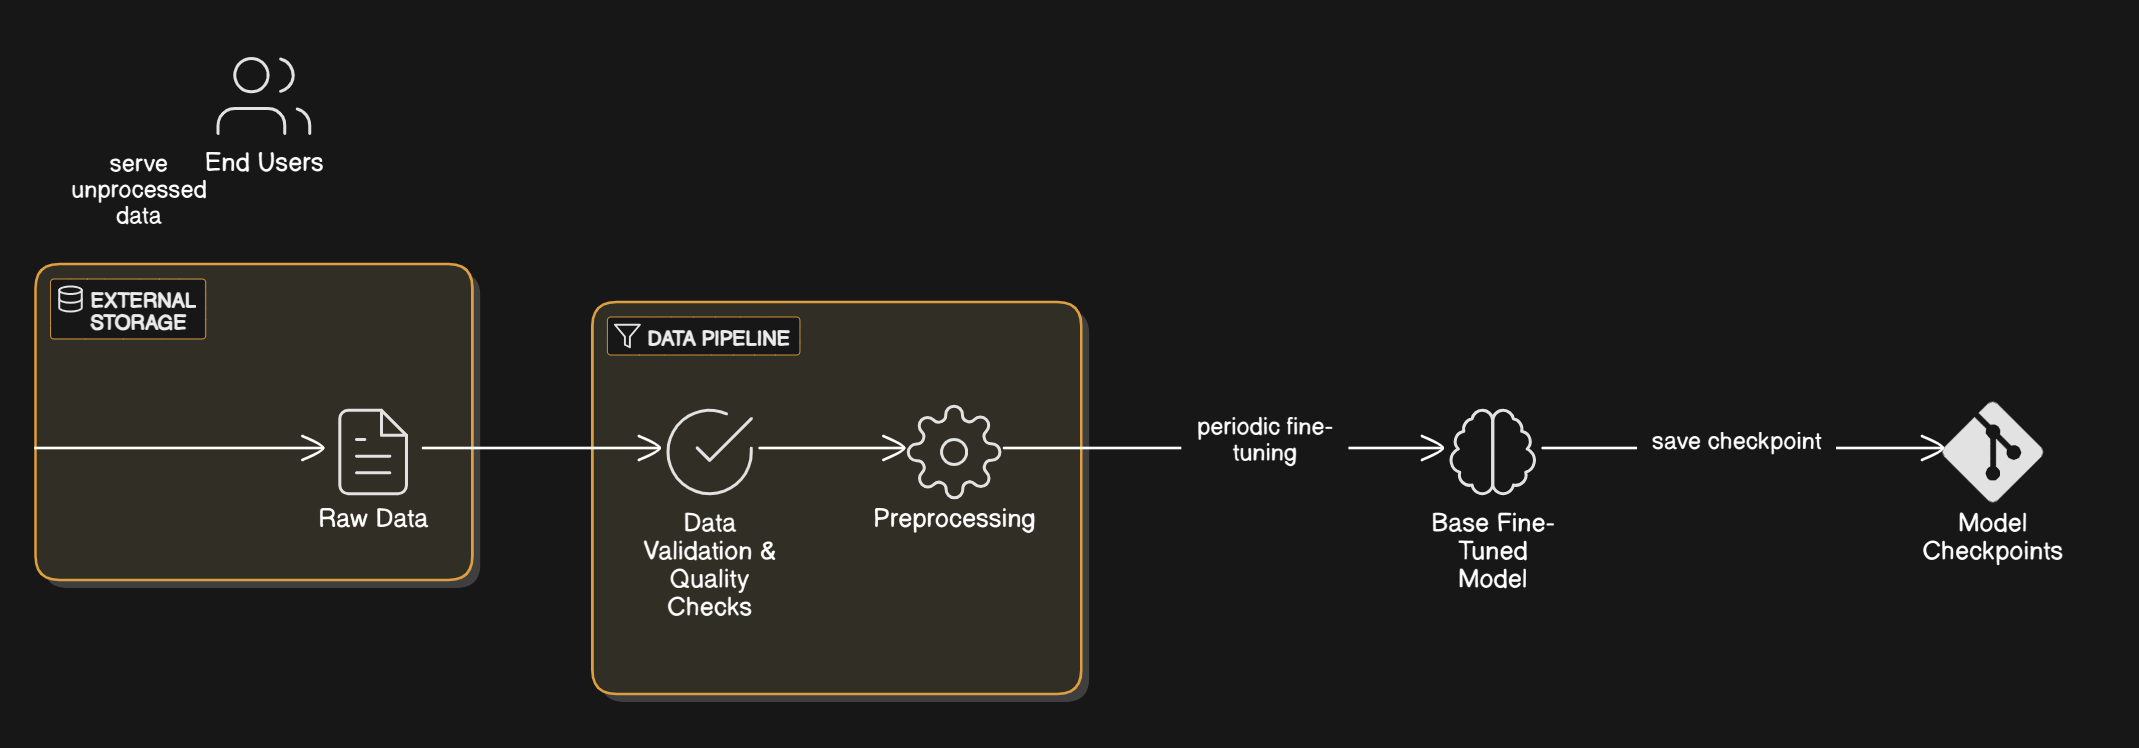 End Users
serve
unprocessed
data
EXTERNAL
STORAGE
Raw Data
DATA PIPELINE
Data
Validation &
Quality
Checks
Preprocessing
periodic fine-
tuning
Base Fine-
Tuned
Model
save checkpoint
Model
Checkpoints